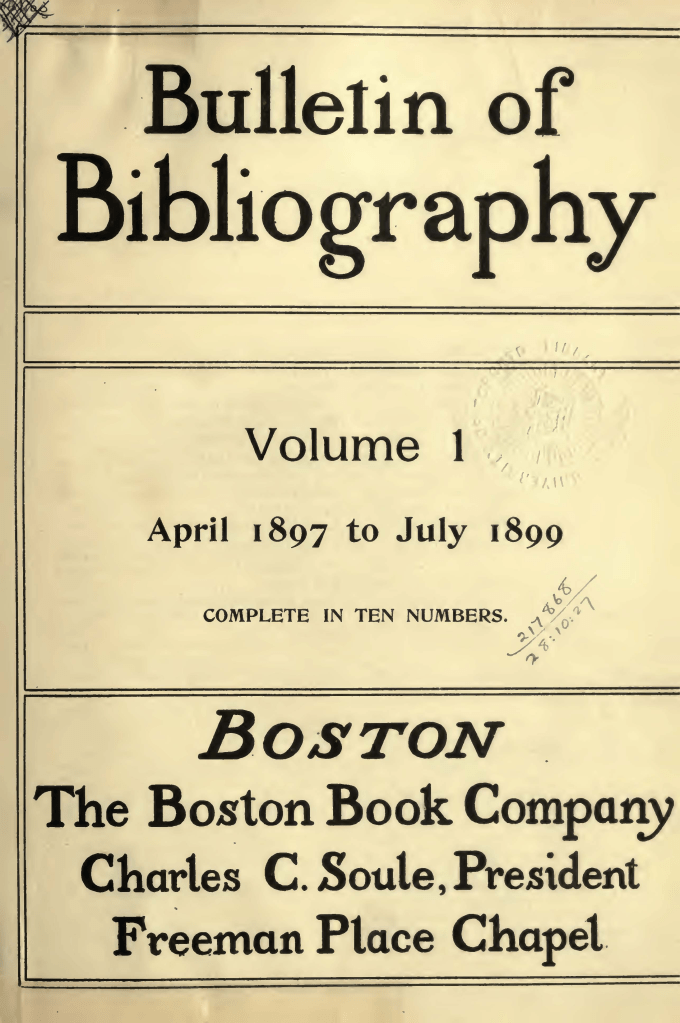 Bulletin of
Bibliography
Volume 1
April 1897 to July 1899
COMPLETE IN TEN NUMBERS.
217868
28:10:27
BOSTON
The Boston Book Company
Charles C. Soule, President
Freeman Place Chapel